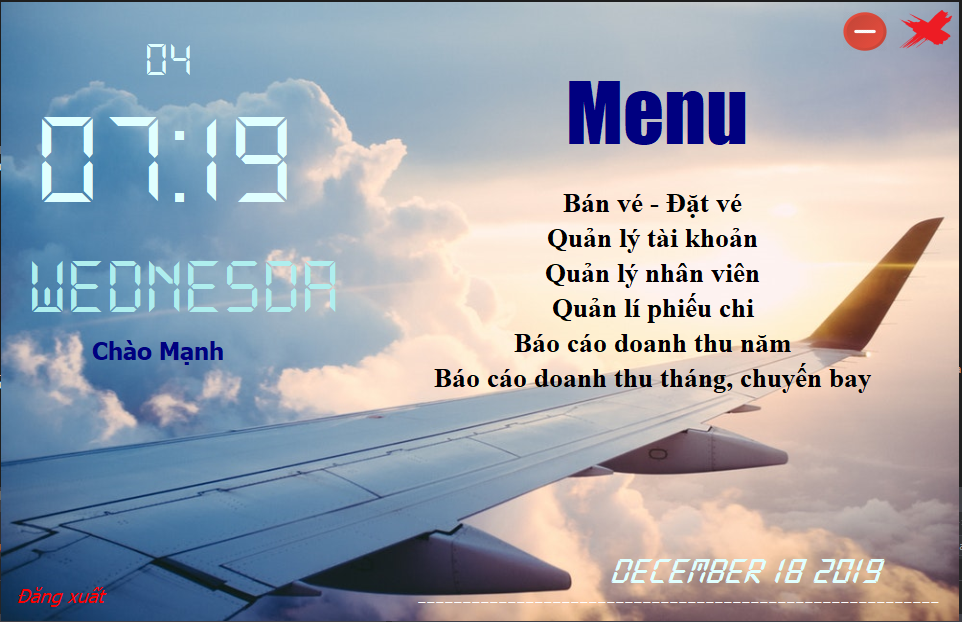 04
07:19
WEDNESDA
Chào Mạnh
Menu
Bán vé - Đặt vé
Quản lý tài khoản
Quản lý nhân viên
Quản lí phiếu chi
Báo cáo doanh thu năm
Báo cáo doanh thu tháng, chuyến bay
DECEMBER 18 2019
Đăng xuất